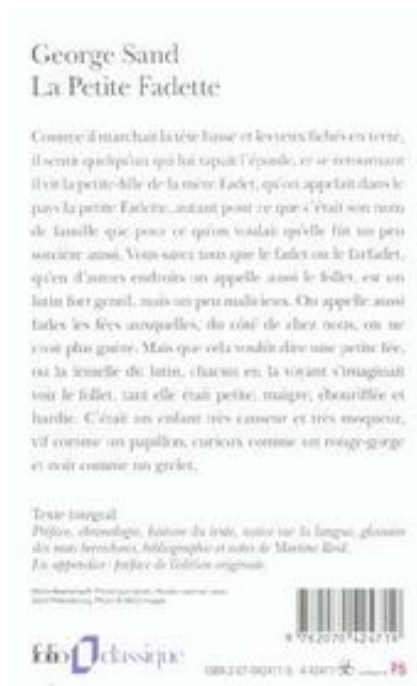 George Sand
La Petite Fadette
Comme il marchait la tête basse et les yeux fichés en terre,
il sentit quelqu'un qui lui tapait l'épaule, et se retournant
il vit la petite-fille de la mère Fadet, qu'on appelait dans le
pays la petite Fadette, autant pour ce que c'était son nom
de famille que pour ce qu'on voulait qu'elle fût un peu
sorcière aussi. Vous savez tous que le fadet ou le farfadet,
qu'en d'autres endroits on appelle aussi le follet, est un
lutin fort gentil, mais un peu malicieux. On appelle aussi
fades les fées auxquelles, du côté de chez nous, on ne
croit plus guère. Mais que cela voulût dire une petite fée,
ou la femelle du lutin, chacun en la voyant s'imaginait
voir le follet, tant elle était petite, maigre, ébouriffée et
hardie. C'était un enfant très causeur et très moqueur,
vif comme un papillon, curieux comme un rouge-gorge
et noir comme un grelet.
Texte intégral
Préface, chronologie, histoire du texte, notice sur la langue, glossaire
des mots berrichons, bibliographie et notes de Martine Reid.
En appendice : préface de l'édition originale.
9 782070 424719
folio classique